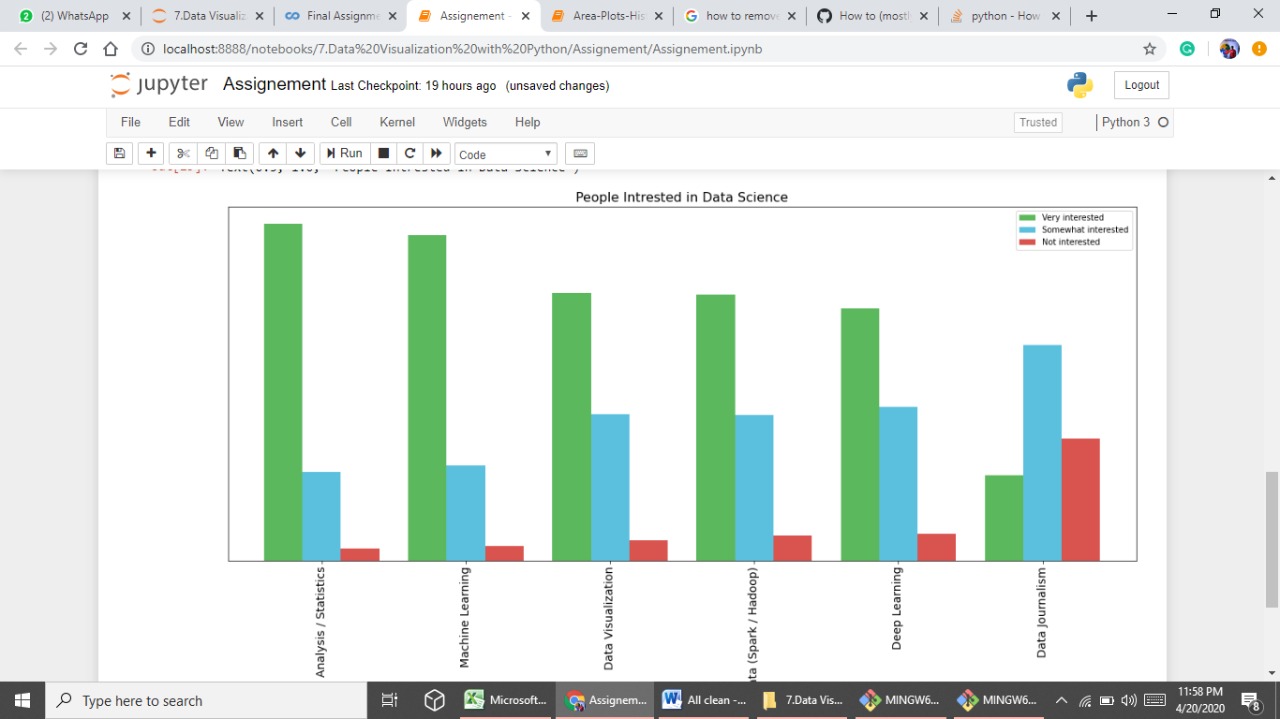 (2) WhatsApp
7.Data Visualiz
Final Assignme
Assignement -
Area-Plots-His
how to remove
How to (mostl
python - How
localhost:8888/notebooks/7.Data%20Visualization%20with%20Python/Assignement/Assignement.ipynb
jupyter Assignement Last Checkpoint: 19 hours ago (unsaved changes)
Logout
File Edit View Insert Cell Kernel Widgets Help
Trusted
Python 3
Run
Code
People Intrested in Data Science
Very interested
Somewhat interested
Not interested
Analysis / Statistics
Machine Learning
Data Visualization
ta (Spark / Hadoop)
Deep Learning
Data Journalism
Type here to search
Microsoft...
Assignem...
All clean -...
7.Data Vis...
MINGW6...
MINGW6...
11:58 PM
4/20/2020
8